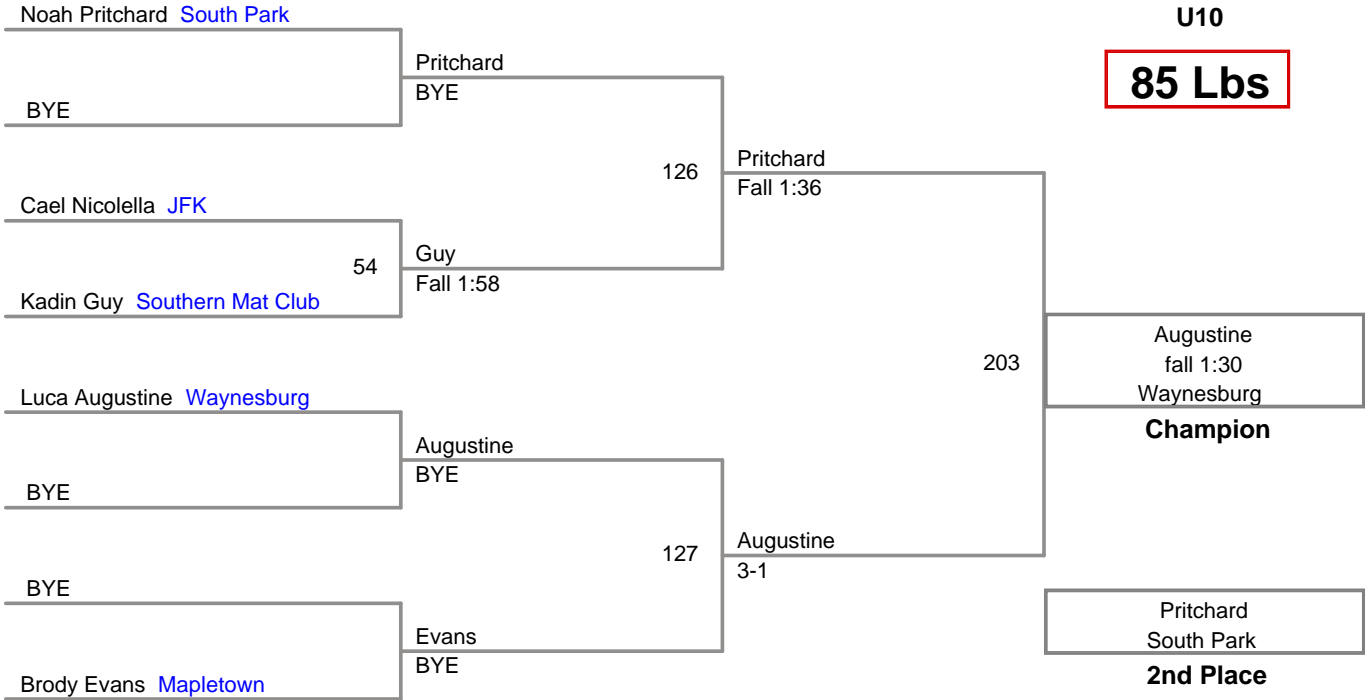 Noah Pritchard South Park
U10
Pritchard
BYE
85 Lbs
BYE
126
Pritchard
Fall 1:36
Cael Nicolella JFK
54
Guy
Fall 1:58
Kadin Guy Southern Mat Club
203
Augustine
fall 1:30
Waynesburg
Champion
Luca Augustine Waynesburg
Augustine
BYE
BYE
127
Augustine
3-1
BYE
Evans
BYE
Brody Evans Mapletown
Pritchard
South Park
2nd Place